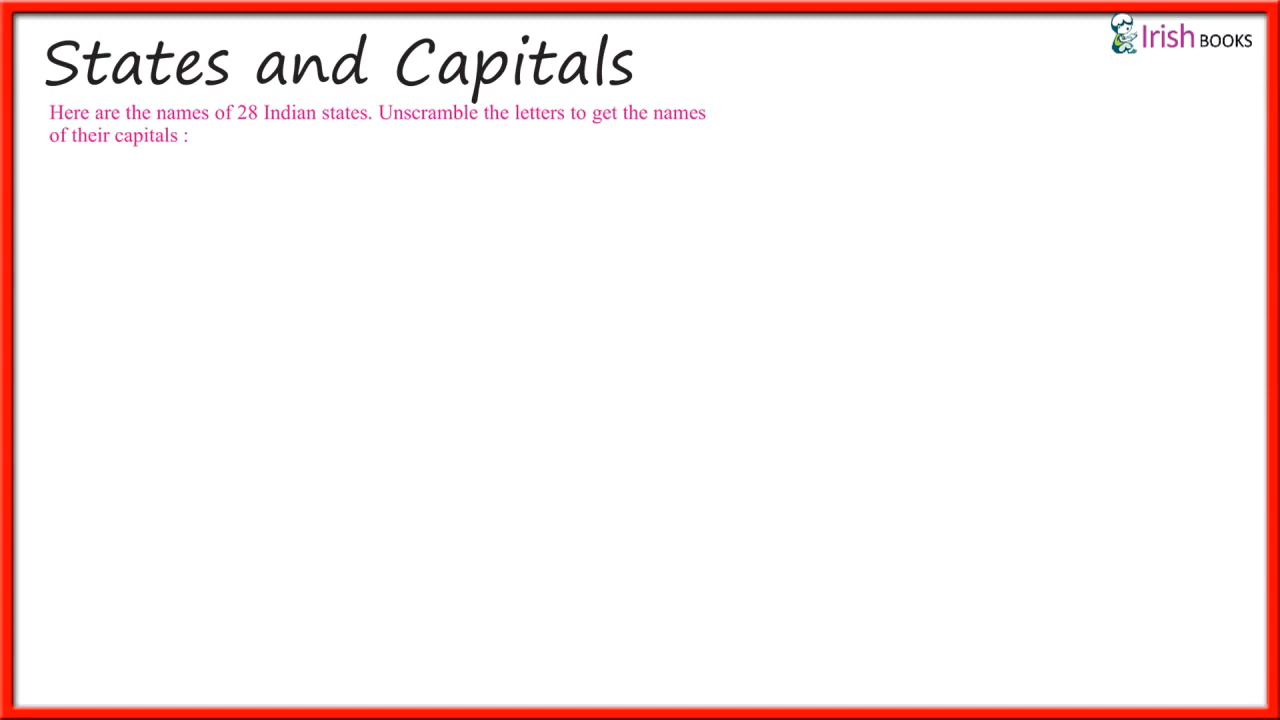 States and Capitals
Irish BOOKS
Here are the names of 28 Indian states. Unscramble the letters to get the names
of their capitals :